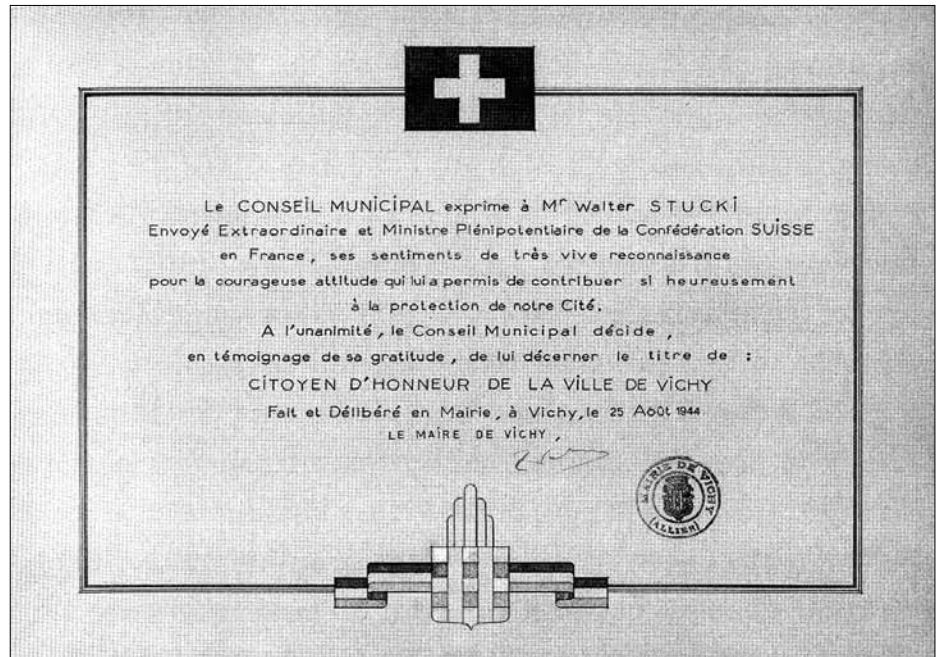 Le CONSEIL MUNICIPAL exprime à Mr Walter STUCKI
Envoyé Extraordinaire et Ministre Plénipotentiaire de la Confédération SUISSE
en France, ses sentiments de très vive reconnaissance
pour la courageuse attitude qui lui a permis de contribuer si heureusement
à la protection de notre Cité.
A l'unanimité, le Conseil Municipal décide,
en témoignage de sa gratitude, de lui décerner le titre de :
CITOYEN D'HONNEUR DE LA VILLE DE VICHY
Fait et Délibéré en Mairie, à Vichy, le 25 Août 1944
LE MAIRE DE VICHY,
MAIRIE DE VICHY
(ALLIER)